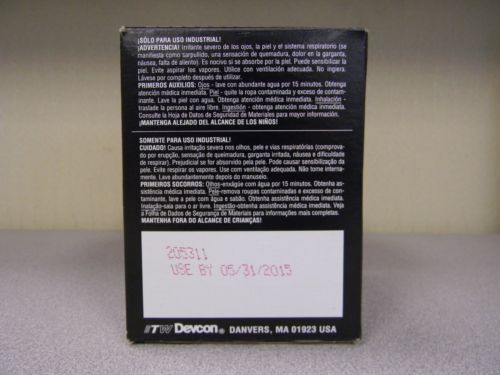 ¡SÓLO PARA USO INDUSTRIAL!
¡ADVERTENCIA! Irritante severo de los ojos, la piel y el sistema respiratorio (se
manifiesta como sarpullido, una sensación de quemadura, dolor en la garganta,
náusea, falta de aliento). Es nocivo si se absorbe por la piel. Puede sensibilizar la
piel. Evite aspirar los vapores. Utilice con ventilación adecuada. No ingiera.
Lávese por completo después de utilizar.
PRIMEROS AUXILIOS: Ojos - lave con abundante agua por 15 minutos. Obtenga
atención médica inmediata. Piel - quite la ropa contaminada y exceso de contam-
inante. Lave la piel con agua. Obtenga atención médica inmediata. Inhalación -
traslade la persona al aire libre. Ingestión - obtenga atención médica inmediata.
Consulte la Hoja de Datos de Seguridad de Materiales para mayor información.
¡MANTENGA ALEJADO DEL ALCANCE DE LOS NIÑOS!
SOMENTE PARA USO INDUSTRIAL!
CUIDADO! Causa irritação severa nos olhos, pele e vias respiratórias (comprova-
do por erupção, sensação de queimadura, garganta irritada, náusea e dificuldade
de respirar). Prejudicial se for absorvido pela pele. Pode causar sensibilização da
pele. Evite respirar os vapores. Use com ventilação adequada. Não tome interna-
mente. Lave abundantemente depois do manuseio.
PRIMEIROS SOCORROS: Olhos-enxágüe com água por 15 minutos. Obtenha as-
sistência médica imediata. Pele-remova roupas contaminadas e excesso de con-
taminante, lave a pele com água e sabão. Obtenha assistência médica imediata.
Inalação-saia para o ar livre. Ingestão-obtenha assistência médica imediata. Veja
a Folha de Dados de Segurança de Materiais para informações mais completas.
MANTENHA FORA DO ALCANCE DE CRIANÇAS!
205311
USE BY 05/31/2015
ITW Devcon® DANVERS, MA 01923 USA